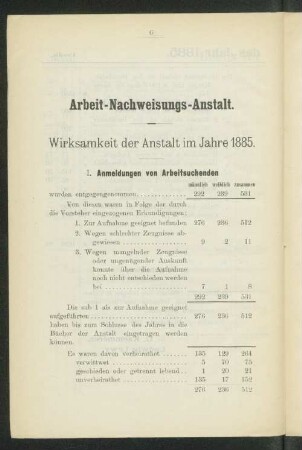 6
Arbeit-Nachweisungs-Anstalt.
Wirksamkeit der Anstalt im Jahre 1885.
I. Anmeldungen von Arbeitsuchenden
männlich weiblich zusammen
wurden entgegengenommen 292 239 531
Von diesen waren in Folge der durch
die Vorsteher eingezogenen Erkundigungen:
1. Zur Aufnahme geeignet befunden 276 236 512
2. Wegen schlechter Zeugnisse ab-
gewiesen 9 2 11
3. Wegen mangelnder Zeugnisse
oder ungenügender Auskunft
konnte über die Aufnahme
noch nicht entschieden werden
bei 7 1 8
292 239 531
Die sub 1 als zur Aufnahme geeignet
aufgeführten 276 236 512
haben bis zum Schlusse des Jahres in die
Bücher der Anstalt eingetragen werden
können.
Es waren davon verheirathet 135 129 264
verwittwet 5 70 75
geschieden oder getrennt lebend 1 20 21
unverheirathet 135 17 152
276 236 512